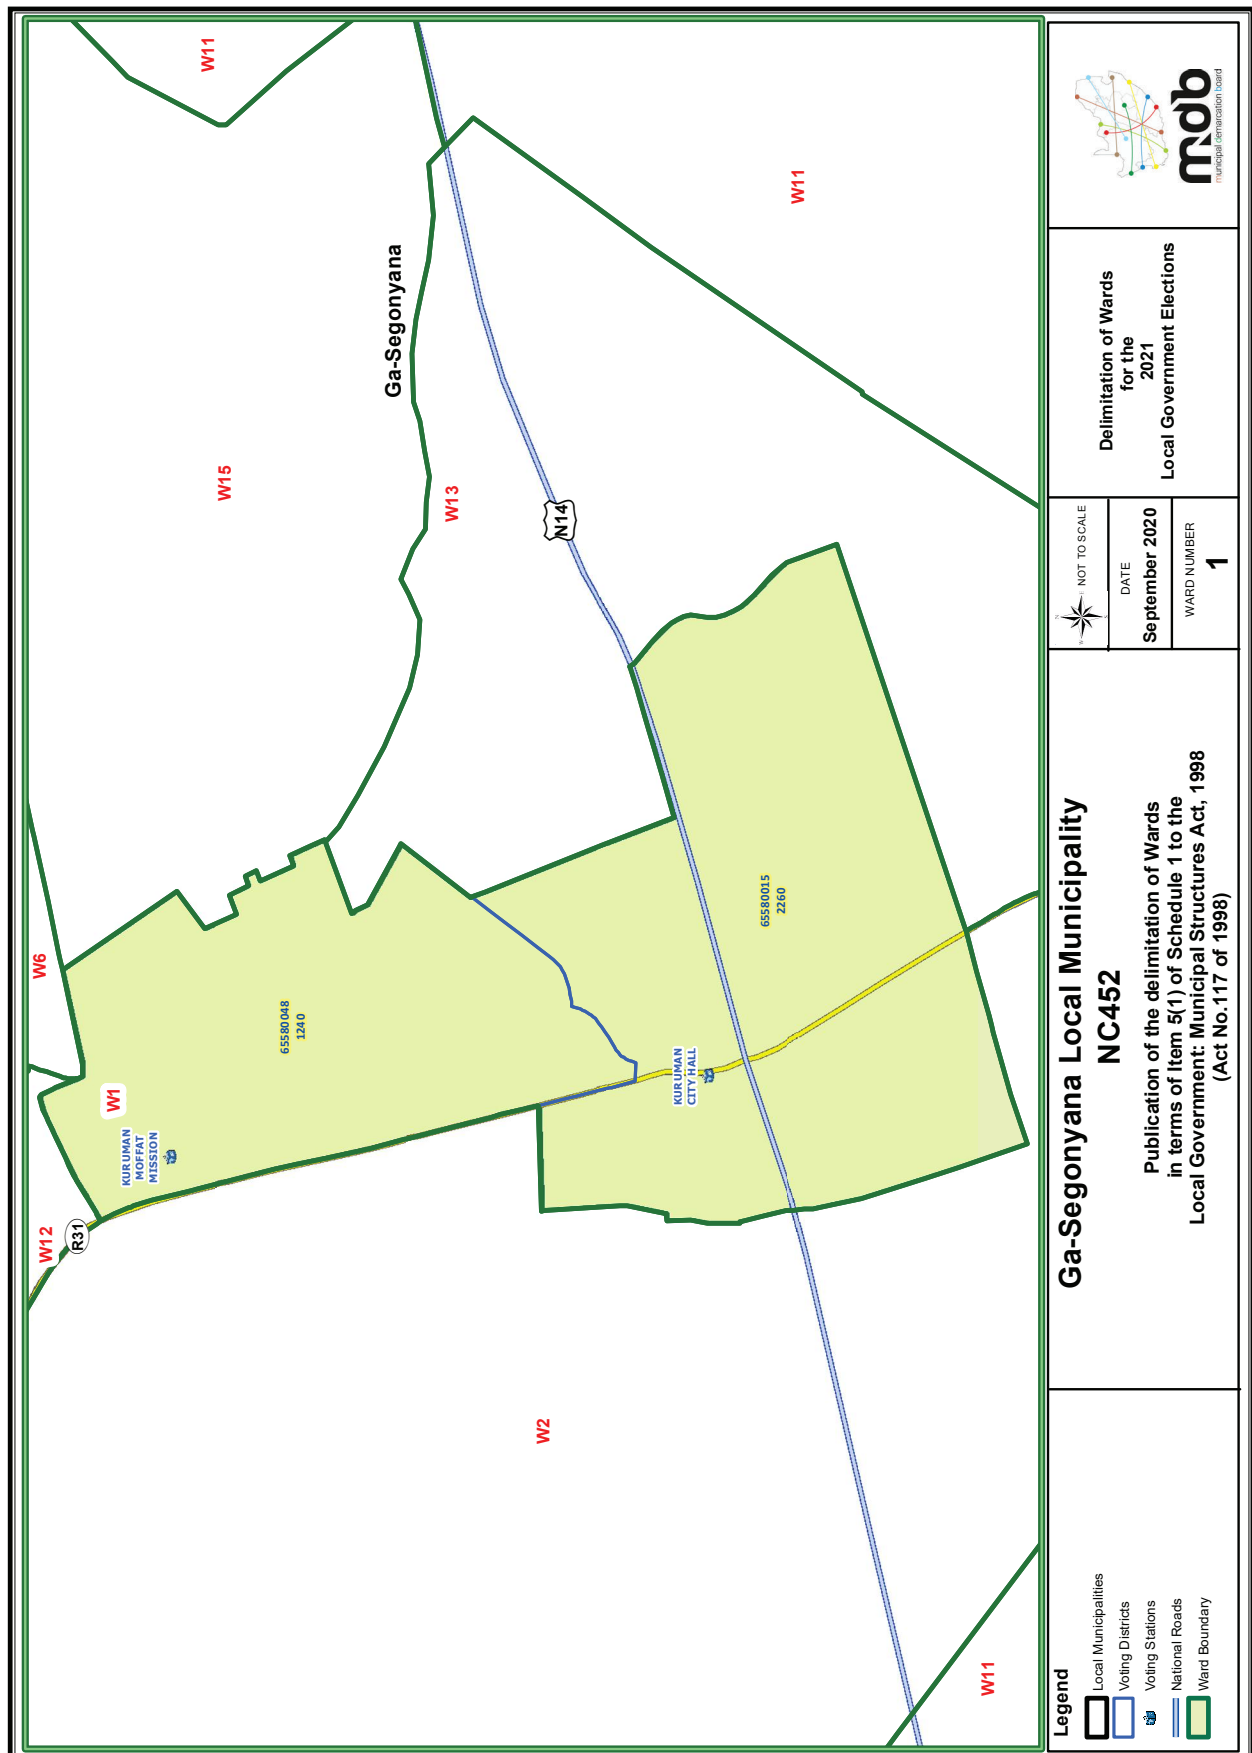 W11
W15
W6
W1
W12
R31
KURUMAN
MOFFAT
MISSION
65580048
1240
Ga-Segonyana
W13
N14
W11
65580015
2260
KURUMAN
CITY HALL
W2
W11
Legend
Local Municipalities
Voting Districts
Voting Stations
National Roads
Ward Boundary
Ga-Segonyana Local Municipality
NC452
Publication of the delimitation of Wards
in terms of Item 5(1) of Schedule 1 to the
Local Government: Municipal Structures Act, 1998
(Act No.117 of 1998)
N
W
E
S
NOT TO SCALE
DATE
September 2020
WARD NUMBER
1
Delimitation of Wards
for the
2021
Local Government Elections
mdb
municipal demarcation board